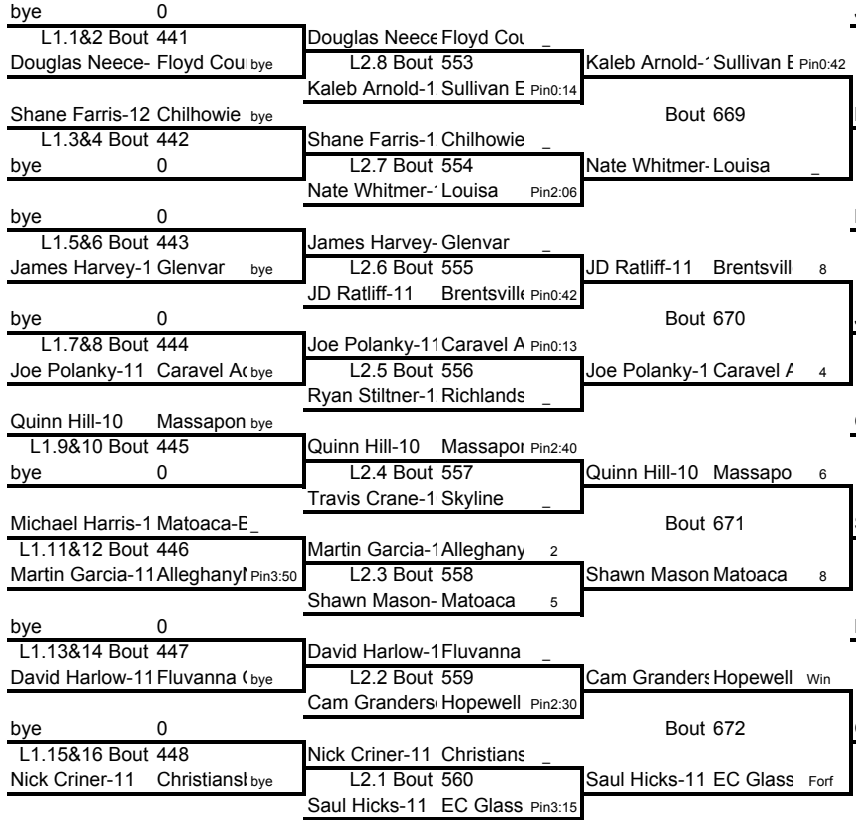 bye 0
L1.1&2 Bout 441
Douglas Neece- Floyd Cou bye
Shane Farris-12 Chilhowie bye
L1.3&4 Bout 442
bye 0
bye 0
L1.5&6 Bout 443
James Harvey-1 Glenvar bye
bye 0
L1.7&8 Bout 444
Joe Polanky-11 Caravel Ac bye
Quinn Hill-10 Massapon bye
L1.9&10 Bout 445
bye 0
Michael Harris-1 Matoaca-E _
L1.11&12 Bout 446
Martin Garcia-11 Alleghany Pin3:50
bye 0
L1.13&14 Bout 447
David Harlow-11 Fluvanna ( bye
bye 0
L1.15&16 Bout 448
Nick Criner-11 Christians bye
Douglas Neece Floyd Cou _
L2.8 Bout 553
Kaleb Arnold-1 Sullivan E Pin0:14
Shane Farris-1 Chilhowie _
L2.7 Bout 554
Nate Whitmer- Louisa Pin2:06
James Harvey- Glenvar _
L2.6 Bout 555
JD Ratliff-11 Brentsville Pin0:42
Joe Polanky-11 Caravel A Pin0:13
L2.5 Bout 556
Ryan Stiltner-1 Richlands _
Quinn Hill-10 Massapon Pin2:40
L2.4 Bout 557
Travis Crane-1 Skyline _
Martin Garcia-1 Alleghany 2
L2.3 Bout 558
Shawn Mason- Matoaca 5
David Harlow-1 Fluvanna _
L2.2 Bout 559
Cam Granders Hopewell Pin2:30
Nick Criner-11 Christians _
L2.1 Bout 560
Saul Hicks-11 EC Glass Pin3:15
Kaleb Arnold- Sullivan E Pin0:42
Bout 669
Nate Whitmer- Louisa _
JD Ratliff-11 Brentsvill 8
Bout 670
Joe Polanky-1 Caravel A 4
Quinn Hill-10 Massapo 6
Bout 671
Shawn Mason Matoaca 8
Cam Granders Hopewell Win
Bout 672
Saul Hicks-11 EC Glass Forf